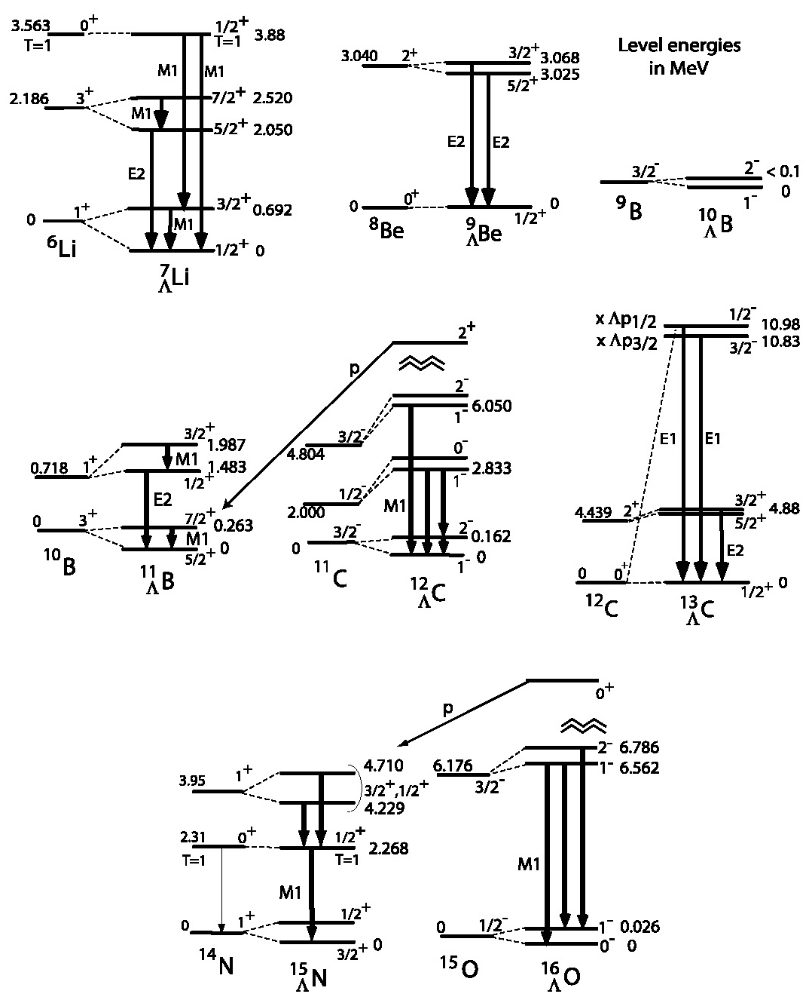 Level energies
in MeV
3.563 0⁺ 1/2⁺ 3.88
T=1 T=1
M1 M1
2.186 3⁺ 7/2⁺ 2.520
M1
5/2⁺ 2.050
E2
0 1⁺ 3/2⁺ 0.692
M1
1/2⁺ 0
⁶Li
⁷ΛLi
3.040 2⁺ 3/2⁺ 3.068
5/2⁺ 3.025
E2 E2
0 0⁺ 1/2⁺ 0
⁸Be
⁹ΛBe
3/2⁻ 2⁻ < 0.1
1⁻ 0
⁹B
¹⁰ΛB
3/2⁺ 1.987
0.718 1⁺ M1
1/2⁺ 1.483
E2
0 3⁺ 7/2⁺ 0.263
M1
5/2⁺ 0
¹⁰B
¹¹ΛB
2⁺
p
2⁻
1⁻ 6.050
4.804 3/2⁻
0⁻
1⁻ 2.833
2.000 1/2⁻
M1
0 3/2⁻ 2⁻ 0.162
1⁻ 0
¹¹C
¹²ΛC
x Λp1/2 1/2⁻ 10.98
x Λp3/2 3/2⁻ 10.83
E1 E1
4.439 2⁺ 3/2⁺ 4.88
5/2⁺
E2
0 0⁺ 1/2⁺ 0
¹²C
¹³ΛC
3.95 1⁺ 4.710
3/2⁺,1/2⁺
4.229
2.31 0⁺ 1/2⁺ 2.268
T=1 T=1
M1
0 1⁺ 1/2⁺
3/2⁺ 0
¹⁴N
¹⁵ΛN
0⁺
p
6.176 3/2⁻ 2⁻ 6.786
1⁻ 6.562
M1
0 1/2⁻ 1⁻ 0.026
0⁻ 0
¹⁵O
¹⁶ΛO